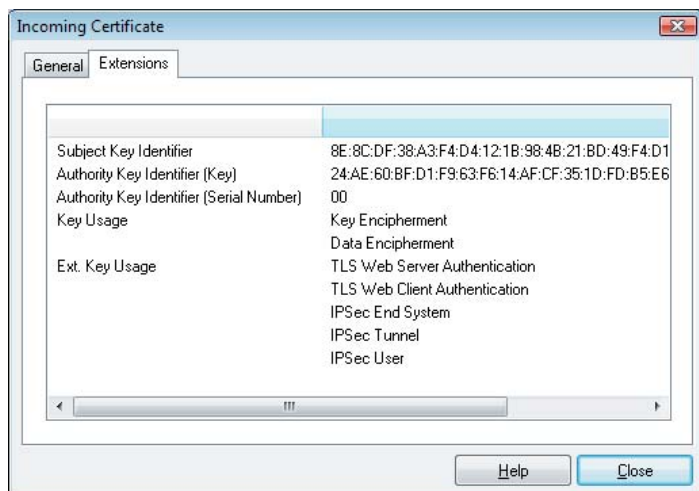 Incoming Certificate
General Extensions
Subject Key Identifier 8E:8C:DF:38:A3:F4:D4:12:1B:98:4B:21:BD:49:F4:D1
Authority Key Identifier (Key) 24:AE:60:BF:D1:F9:63:F6:14:AF:CF:35:1D:FD:B5:E6
Authority Key Identifier (Serial Number) 00
Key Usage Key Encipherment
Data Encipherment
Ext. Key Usage TLS Web Server Authentication
TLS Web Client Authentication
IPSec End System
IPSec Tunnel
IPSec User
Help Close